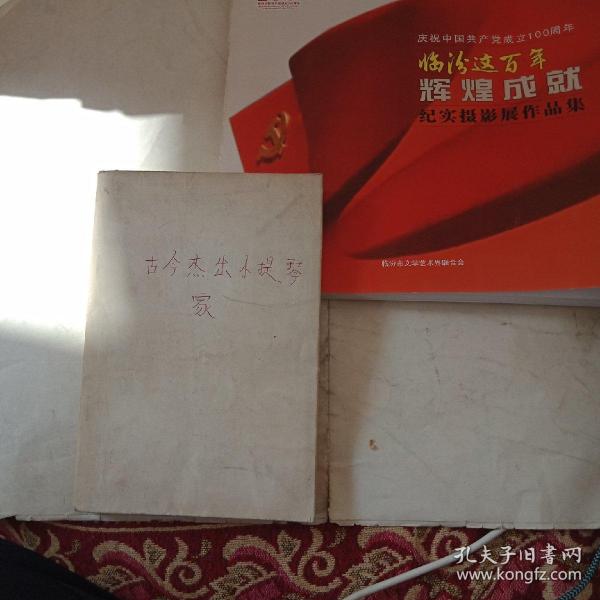 庆祝中国共产党成立100周年
临汾这百年
辉煌成就
纪实摄影展作品集
临汾市文学艺术界联合会
古今杰出小提琴
家
孔夫子旧书网
www.kongfz.com